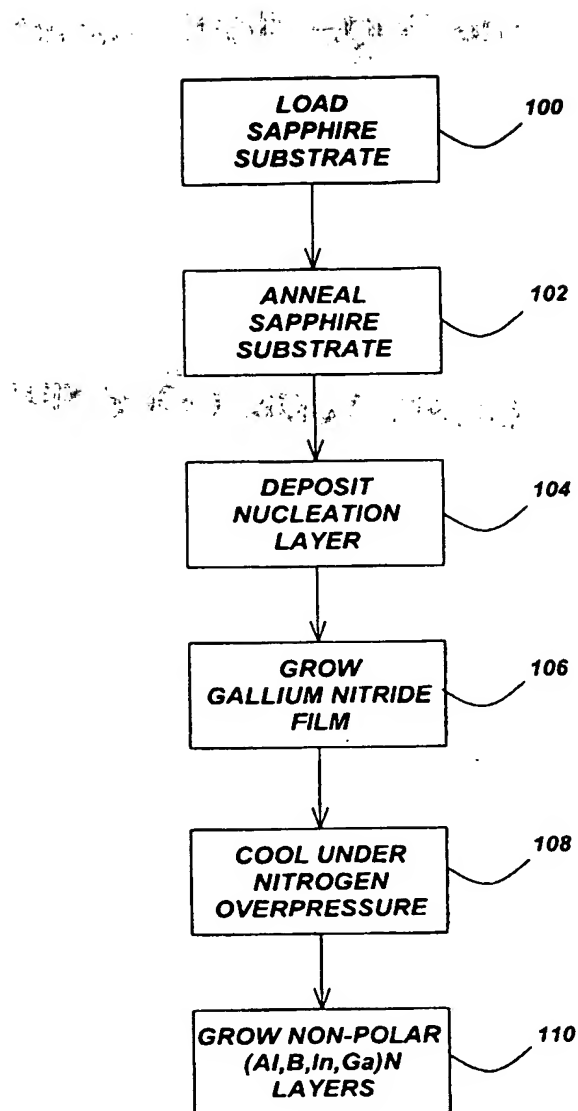 LOAD
SAPPHIRE
SUBSTRATE
100
ANNEAL
SAPPHIRE
SUBSTRATE
102
DEPOSIT
NUCLEATION
LAYER
104
GROW
GALLIUM NITRIDE
FILM
106
COOL UNDER
NITROGEN
OVERPRESSURE
108
GROW NON-POLAR
(Al,B,In,Ga)N
LAYERS
110